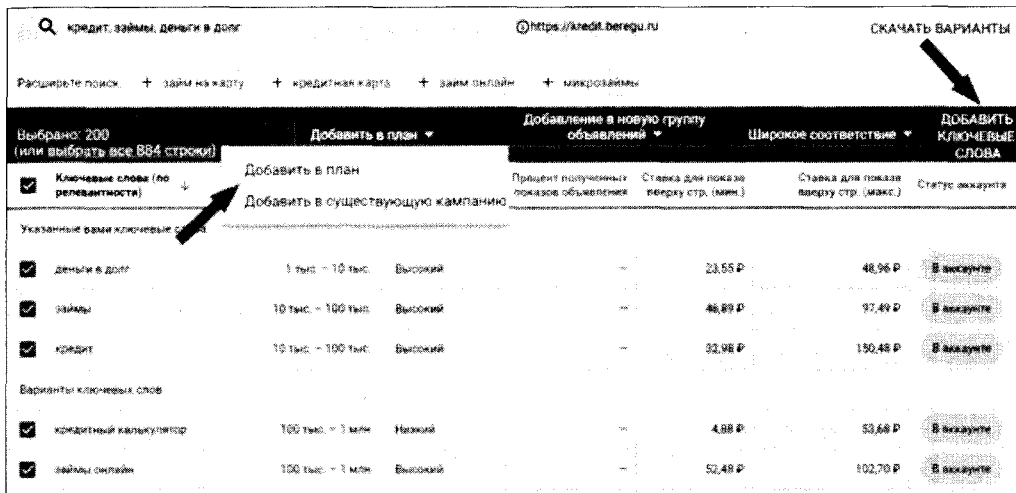 кредит, займы, деньги в долг https://kredit.beregu.ru СКАЧАТЬ ВАРИАНТЫ
Расширьте поиск + займ на карту + кредитная карта + займ онлайн + микрозаймы
Выбрано: 200 Добавить в план Добавление в новую группу Широкое соответствие ДОБАВИТЬ
(или выбрать все 884 строки) объявлений КЛЮЧЕВЫЕ
СЛОВА
Ключевые слова (по Процент полученных Ставка для показа Ставка для показа Статус аккаунта
релевантности) показов объявления вверху стр. (мин.) вверху стр. (макс.)
Добавить в план
Добавить в существующую кампанию
Указанные вами ключевые
деньги в долг 1 тыс. – 10 тыс. Высокий – 23,55 ₽ 48,96 ₽ В аккаунте
займы 10 тыс. – 100 тыс. Высокий – 46,89 ₽ 97,49 ₽ В аккаунте
кредит 10 тыс. – 100 тыс. Высокий – 32,98 ₽ 150,48 ₽ В аккаунте
Варианты ключевых слов
кредитный калькулятор 100 тыс. – 1 млн Низкий – 4,88 ₽ 53,68 ₽ В аккаунте
займы онлайн 100 тыс. – 1 млн Высокий – 52,48 ₽ 102,70 ₽ В аккаунте